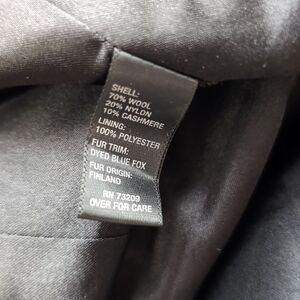 SHELL:
70% WOOL
20% NYLON
10% CASHMERE
LINING:
100% POLYESTER
FUR TRIM:
DYED BLUE FOX
FUR ORIGIN:
FINLAND
RN 73209
OVER FOR CARE